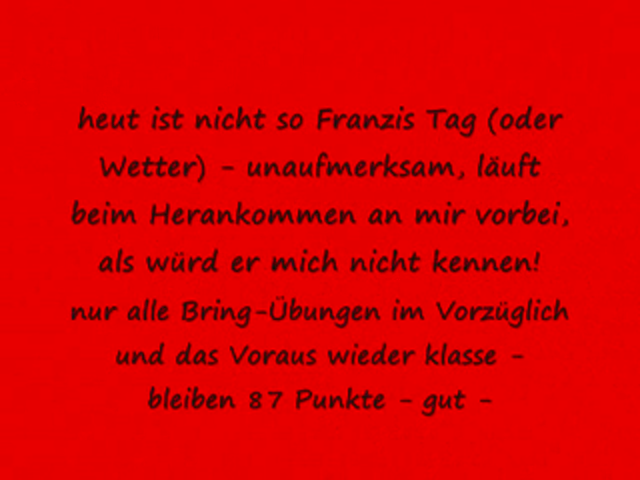 heut ist nicht so Franzis Tag (oder
Wetter) - unaufmerksam, läuft
beim Herankommen an mir vorbei,
als würd er mich nicht kennen!
nur alle Bring-Übungen im Vorzüglich
und das Voraus wieder klasse -
bleiben 87 Punkte - gut -